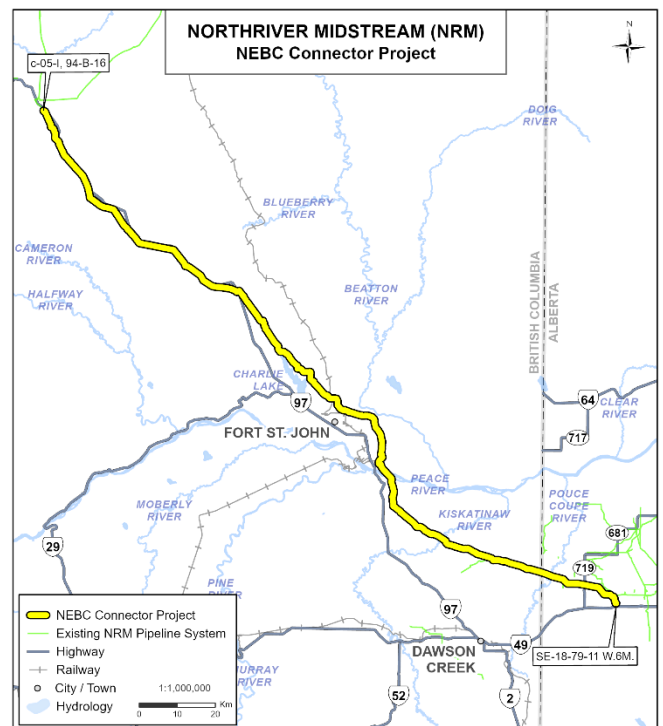 NORTHRIVER MIDSTREAM (NRM)
NEBC Connector Project
N
c-05-I, 94-B-16
DOIG
RIVER
BLUEBERRY
RIVER
CAMERON
RIVER
HALFWAY
RIVER
BEATTON
RIVER
BRITISH COLUMBIA
ALBERTA
CHARLIE
LAKE
97
FORT ST. JOHN
64
CLEAR
RIVER
717
PEACE
RIVER
MOBERLY
RIVER
KISKATINAW
RIVER
POUCE
COUPE
RIVER
29
681
719
PINE
97
DAWSON
CREEK
49
SE-18-79-11 W.6M.
RIVER
52
2
NEBC Connector Project
Existing NRM Pipeline System
Highway
Railway
City / Town
Hydrology
1:1,000,000
0 10 20 Km